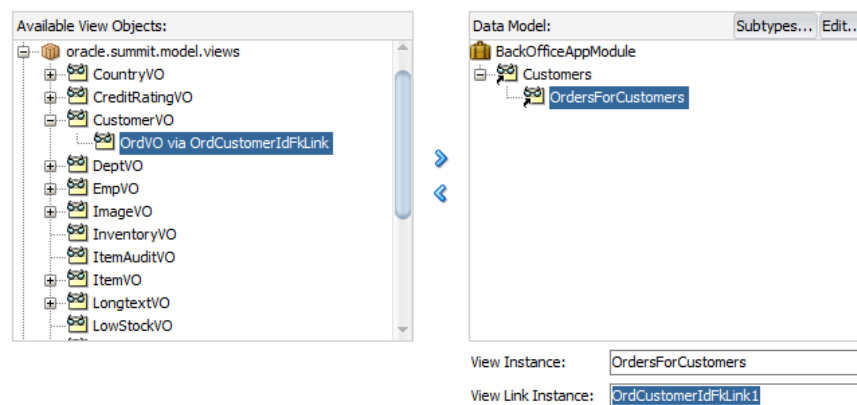 Available View Objects:
oracle.summit.model.views
CountryVO
CreditRatingVO
CustomerVO
OrdVO via OrdCustomerIdFkLink
DeptVO
EmpVO
ImageVO
InventoryVO
ItemAuditVO
ItemVO
LongtextVO
LowStockVO
Data Model:
Subtypes... Edit...
BackOfficeAppModule
Customers
OrdersForCustomers
View Instance: OrdersForCustomers
View Link Instance: OrdCustomerIdFkLink1